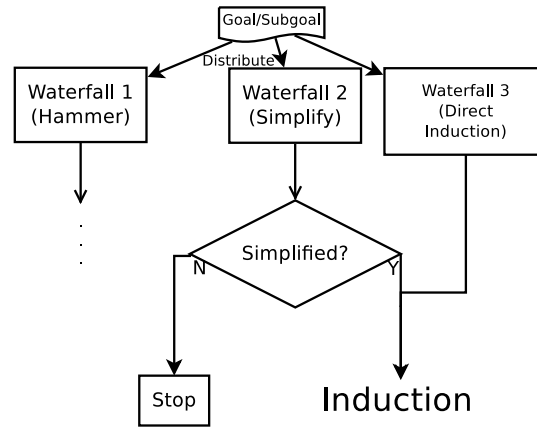 Goal/Subgoal
Distribute
Waterfall 1
(Hammer)
Waterfall 2
(Simplify)
Waterfall 3
(Direct
Induction)
.
.
.
Simplified?
N
Y
Stop
Induction